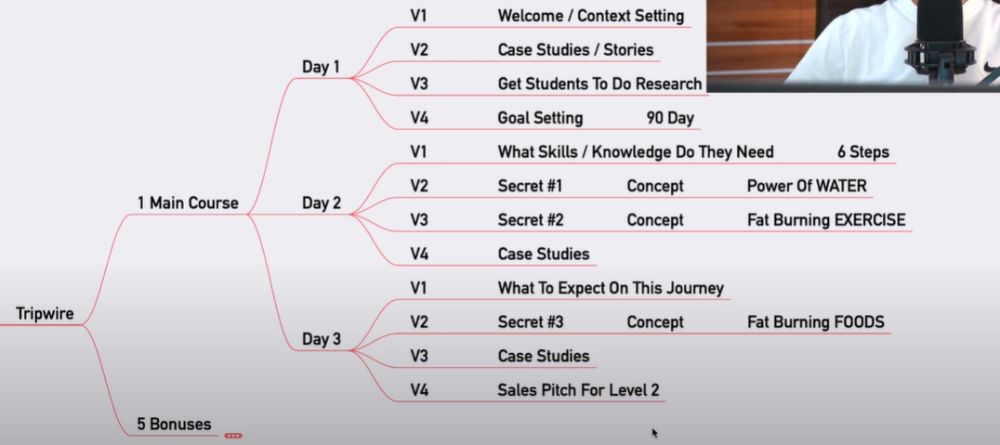 V1 Welcome / Context Setting
V2 Case Studies / Stories
Day 1
V3 Get Students To Do Research
V4 Goal Setting 90 Day
V1 What Skills / Knowledge Do They Need 6 Steps
V2 Secret #1 Concept Power Of WATER
1 Main Course
Day 2
V3 Secret #2 Concept Fat Burning EXERCISE
V4 Case Studies
V1 What To Expect On This Journey
Tripwire
V2 Secret #3 Concept Fat Burning FOODS
Day 3
V3 Case Studies
V4 Sales Pitch For Level 2
5 Bonuses